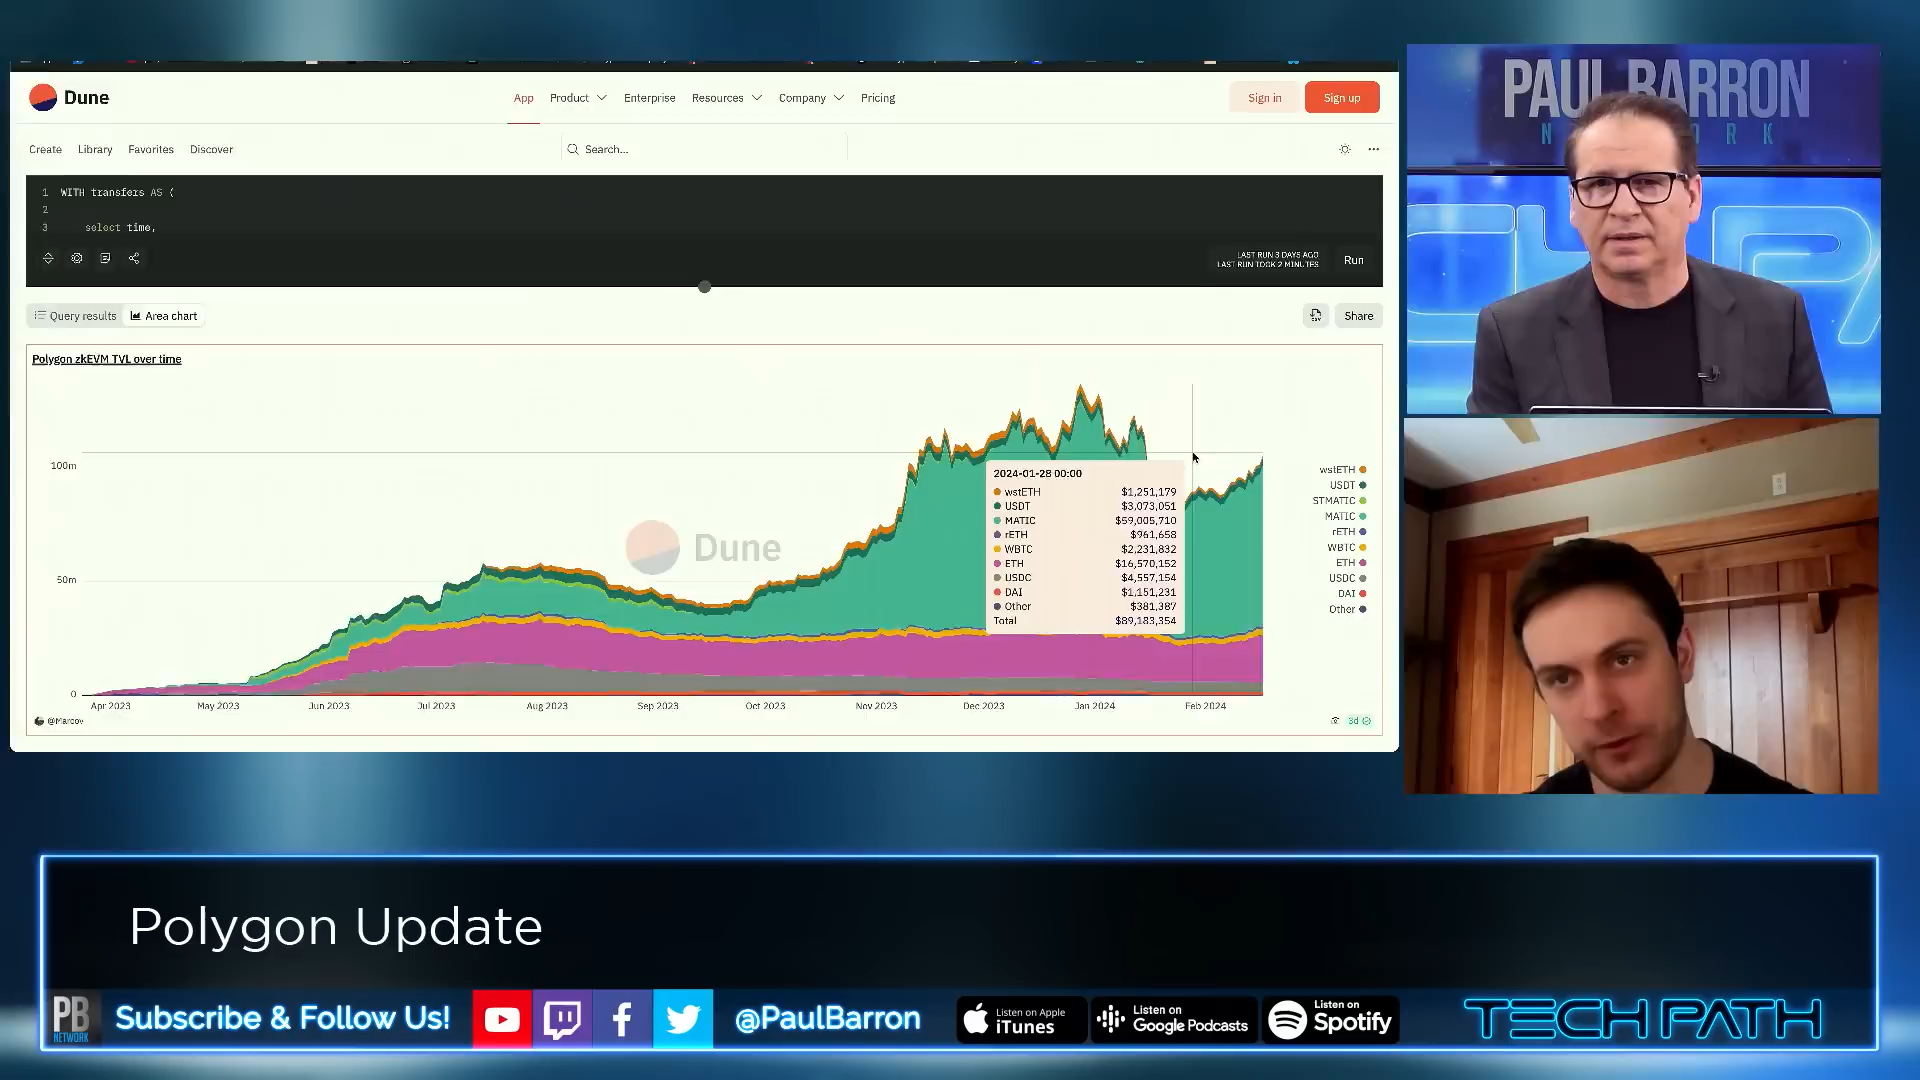 Dune
App
Product
Enterprise
Resources
Company
Pricing
Sign in
Sign up
Create
Library
Favorites
Discover
Search...
1 WITH transfers AS (
2
3 select time,
LAST RUN 3 DAYS AGO
LAST RUN TOOK 2 MINUTES
Run
Query results
Area chart
Share
Polygon zkEVM TVL over time
100m
50m
0
Dune
2024-01-28 00:00
wstETH $1,251,179
USDT $3,073,051
MATIC $59,005,710
rETH $961,658
WBTC $2,231,832
ETH $16,570,152
USDC $4,557,154
DAI $1,151,231
Other $381,387
Total $89,183,354
wstETH
USDT
STMATIC
MATIC
rETH
WBTC
ETH
USDC
DAI
Other
Apr 2023
May 2023
Jun 2023
Jul 2023
Aug 2023
Sep 2023
Oct 2023
Nov 2023
Dec 2023
Jan 2024
Feb 2024
@Marcov
3d
PAUL BARRON
Polygon Update
PB
NETWORK
Subscribe & Follow Us!
@PaulBarron
Listen on Apple
iTunes
Listen on
Google Podcasts
Listen on
Spotify
TECH PATH